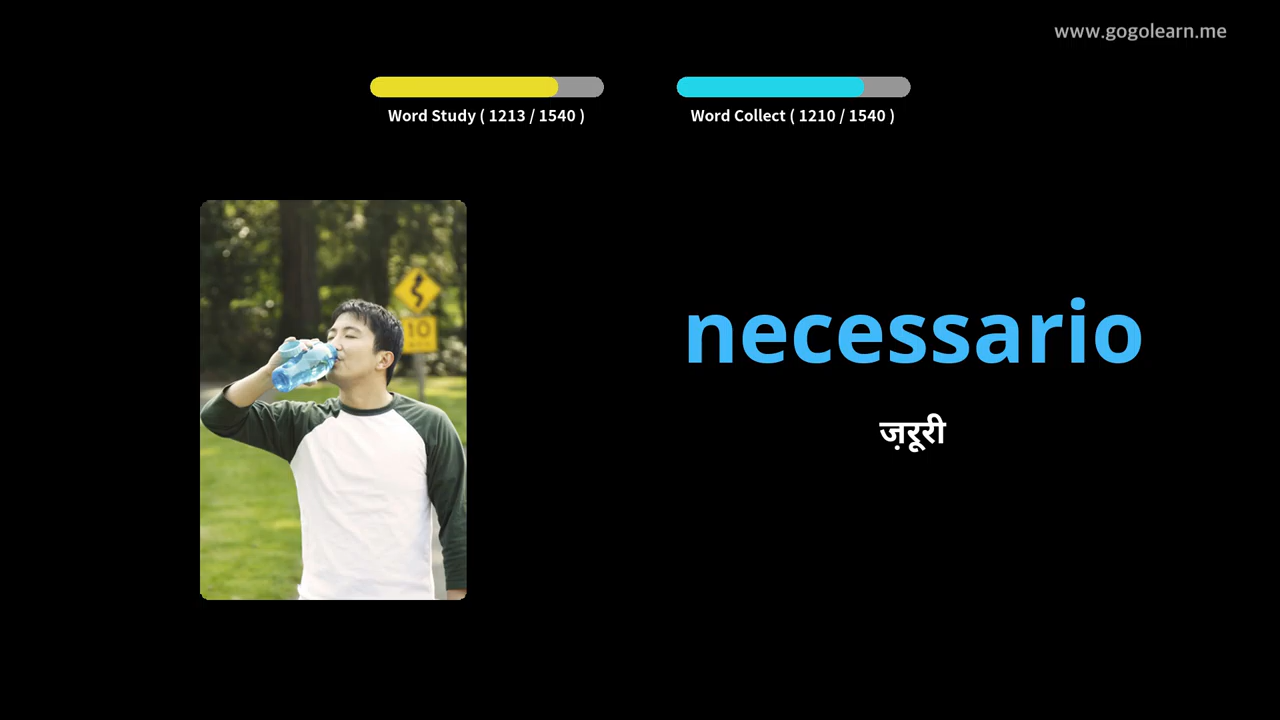 www.gogolearn.me
Word Study ( 1213 / 1540 )
Word Collect ( 1210 / 1540 )
10
necessario
ज़रूरी